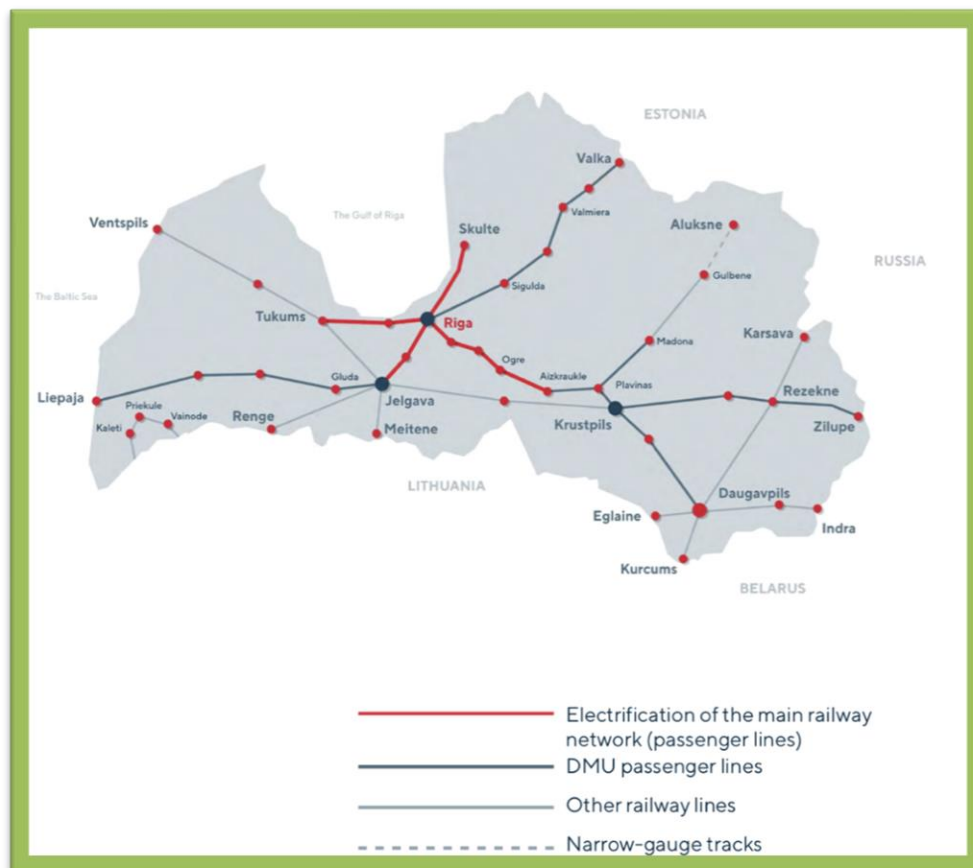 ESTONIA
Valka
Ventspils
The Gulf of Riga
Valmiera
Aluksne
Skulte
RUSSIA
Gulbene
Sigulda
The Baltic Sea
Tukums
Riga
Karsava
Madona
Ogre
Gluda
Aizkraukle
Plavinas
Rezekne
Liepaja
Jelgava
Priekule
Vainode
Renge
Kaleti
Meitene
Krustpils
Zilupe
LITHUANIA
Daugavpils
Eglaine
Indra
Kurcums
BELARUS
Electrification of the main railway
network (passenger lines)
DMU passenger lines
Other railway lines
Narrow-gauge tracks